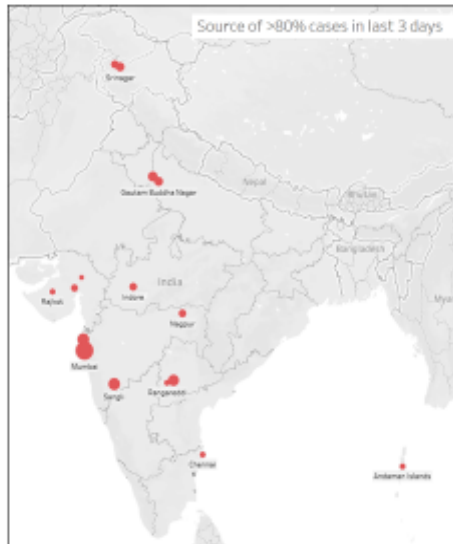 Source of >80% cases in last 3 days
Srinagar
Gautam Buddha Nagar
Nepal
Bhutan
Bangladesh
India
Mya
Rajkot
Indore
Nagpur
Mumbai
Sangli
Chennai
Andaman Islands